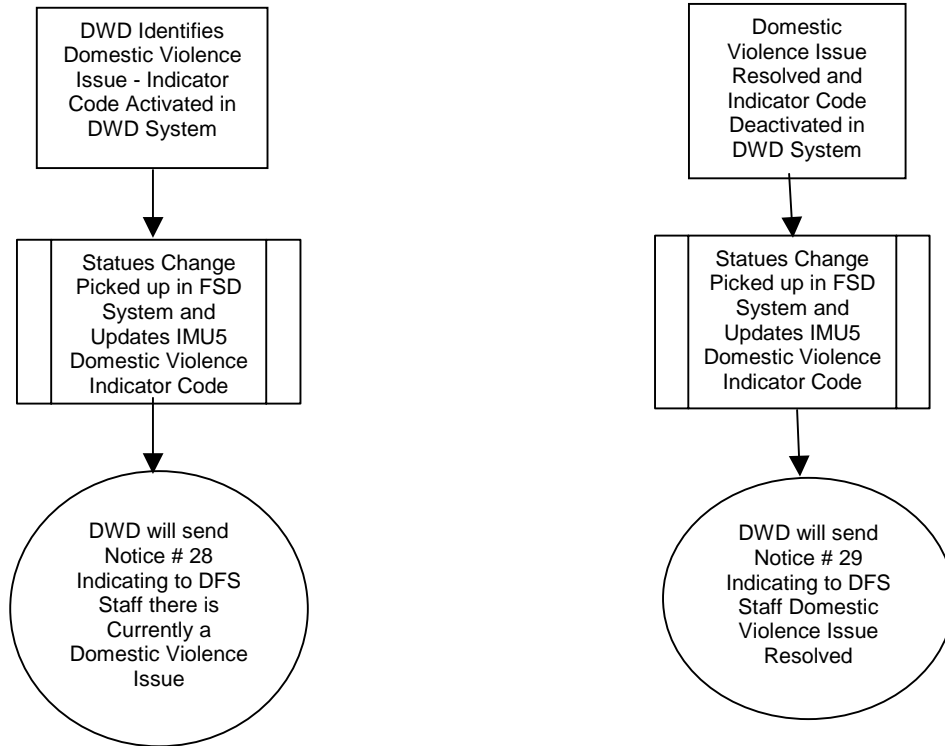 DWD Identifies
Domestic Violence
Issue - Indicator
Code Activated in
DWD System
Statues Change
Picked up in FSD
System and
Updates IMU5
Domestic Violence
Indicator Code
DWD will send
Notice # 28
Indicating to DFS
Staff there is
Currently a
Domestic Violence
Issue
Domestic
Violence Issue
Resolved and
Indicator Code
Deactivated in
DWD System
Statues Change
Picked up in FSD
System and
Updates IMU5
Domestic Violence
Indicator Code
DWD will send
Notice # 29
Indicating to DFS
Staff Domestic
Violence Issue
Resolved